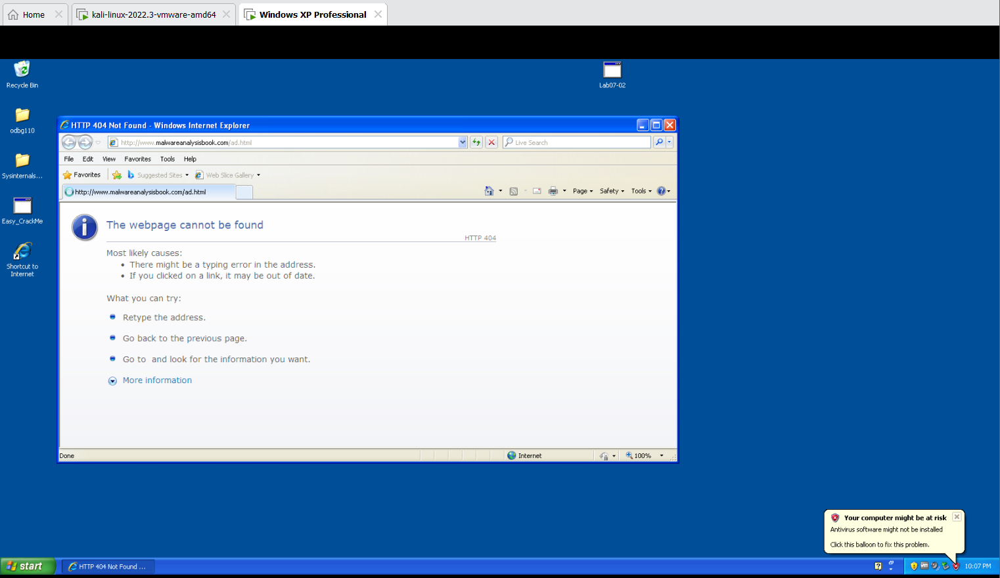 Home
kali-linux-2022.3-vmware-amd64
Windows XP Professional
Recycle Bin
odbg110
Sysinternals...
Easy_CrackMe
Shortcut to
Internet
Lab07-02
HTTP 404 Not Found - Windows Internet Explorer
http://www.malwareanalysisbook.com/ad.html
Live Search
File Edit View Favorites Tools Help
Favorites Suggested Sites Web Slice Gallery
http://www.malwareanalysisbook.com/ad.html
Page Safety Tools
The webpage cannot be found
HTTP 404
Most likely causes:
• There might be a typing error in the address.
• If you clicked on a link, it may be out of date.
What you can try:
Retype the address.
Go back to the previous page.
Go to  and look for the information you want.
More information
Done
Internet
100%
Your computer might be at risk
Antivirus software might not be installed
Click this balloon to fix this problem.
start
HTTP 404 Not Found ...
10:07 PM